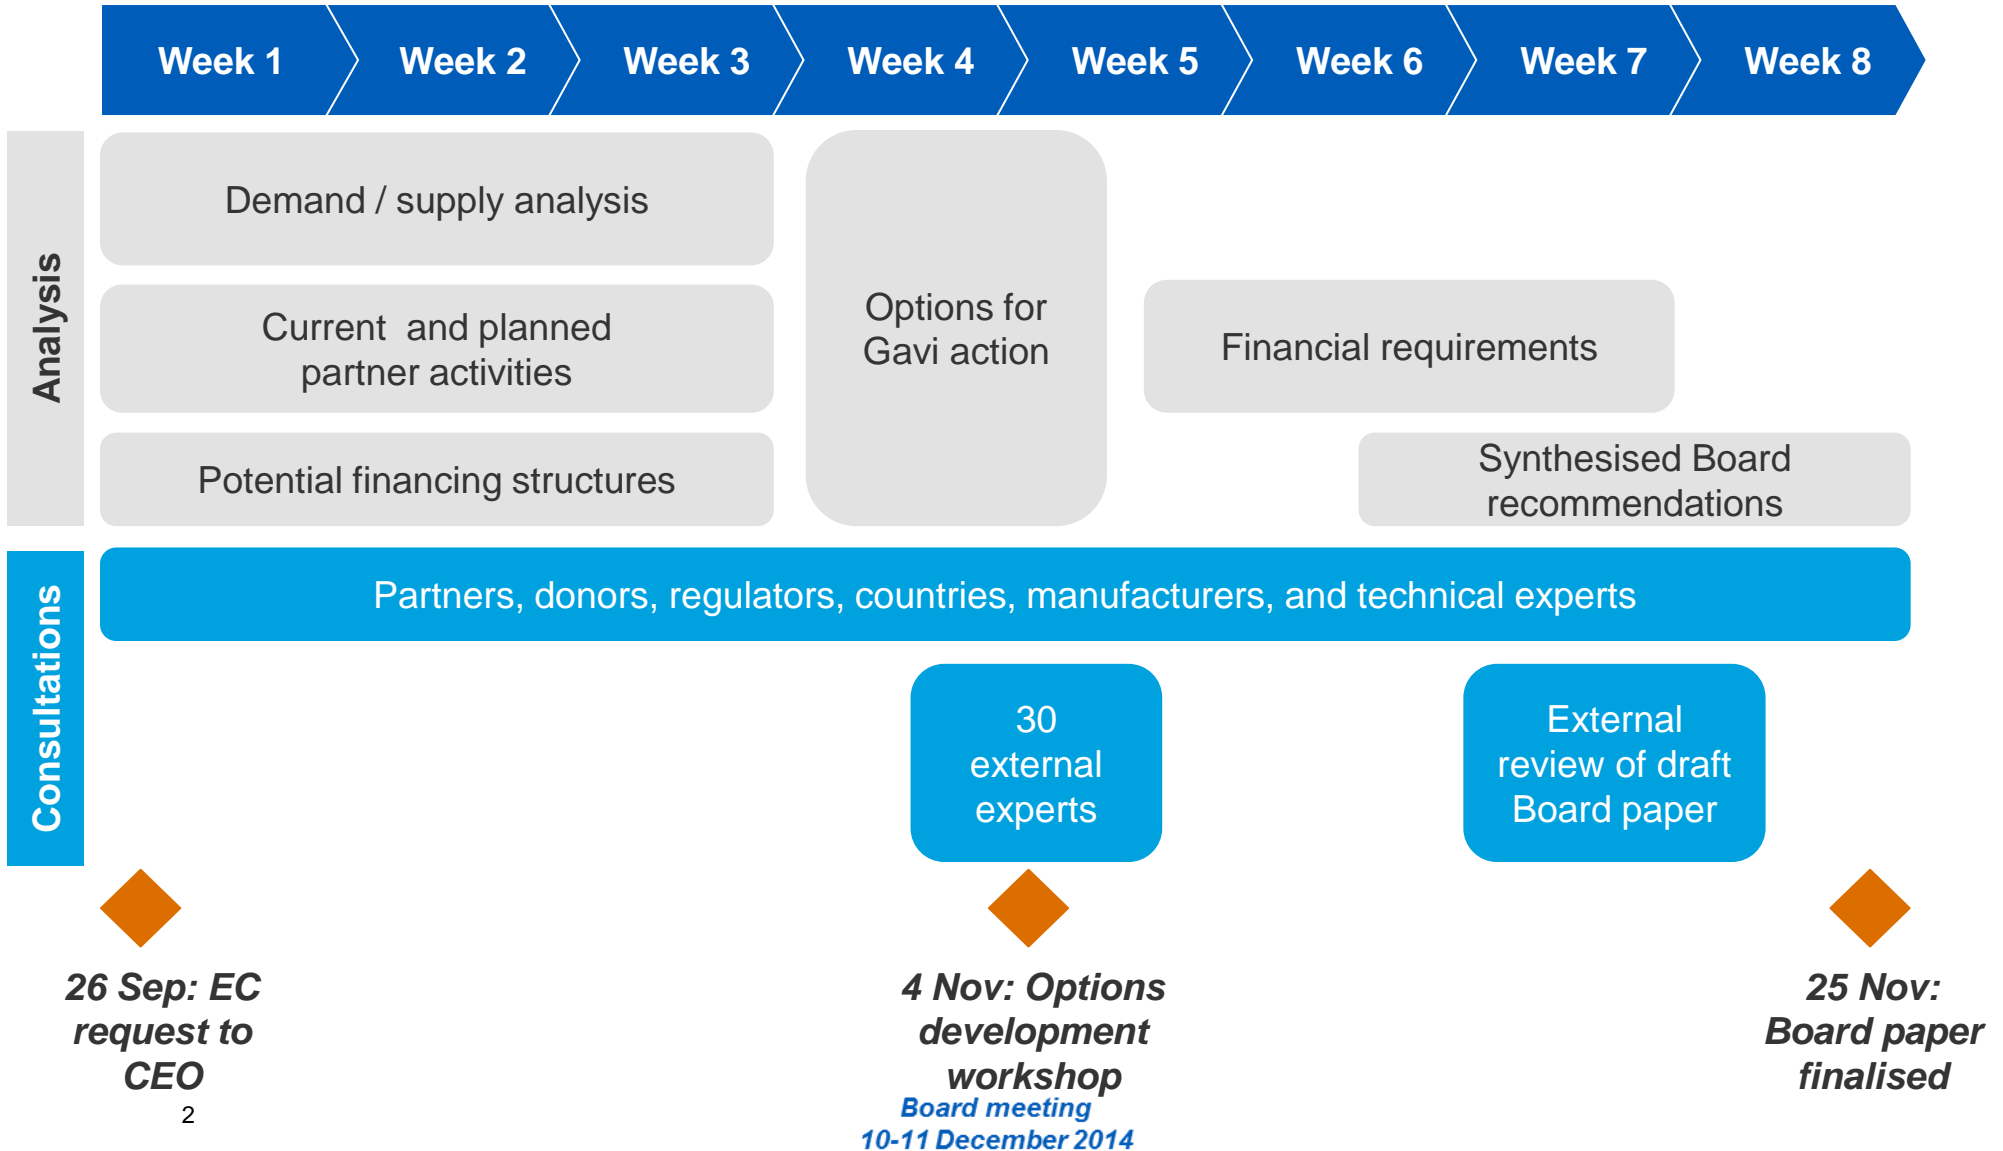 Week 1
Week 2
Week 3
Week 4
Week 5
Week 6
Week 7
Week 8
Analysis
Demand / supply analysis
Current and planned
partner activities
Potential financing structures
Options for
Gavi action
Financial requirements
Synthesised Board
recommendations
Consultations
Partners, donors, regulators, countries, manufacturers, and technical experts
30
external
experts
External
review of draft
Board paper
26 Sep: EC
request to
CEO
4 Nov: Options
development
workshop
25 Nov:
Board paper
finalised
2
Board meeting
10-11 December 2014